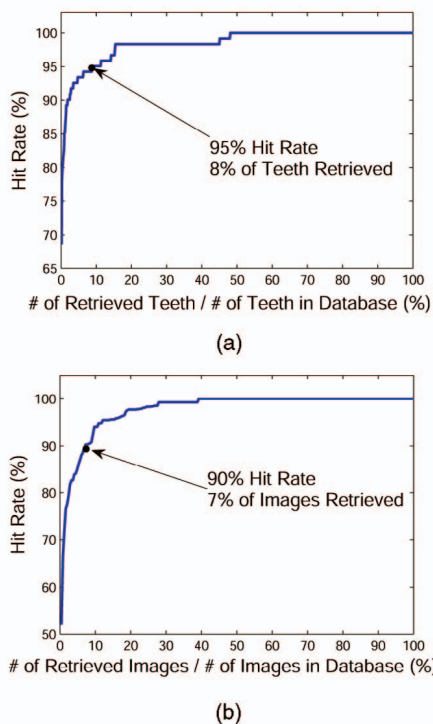 100
95
90
85
80
75
70
65
Hit Rate (%)
95% Hit Rate
8% of Teeth Retrieved
0 10 20 30 40 50 60 70 80 90 100
# of Retrieved Teeth / # of Teeth in Database (%)
(a)
100
90
80
70
60
50
Hit Rate (%)
90% Hit Rate
7% of Images Retrieved
0 10 20 30 40 50 60 70 80 90 100
# of Retrieved Images / # of Images in Database (%)
(b)